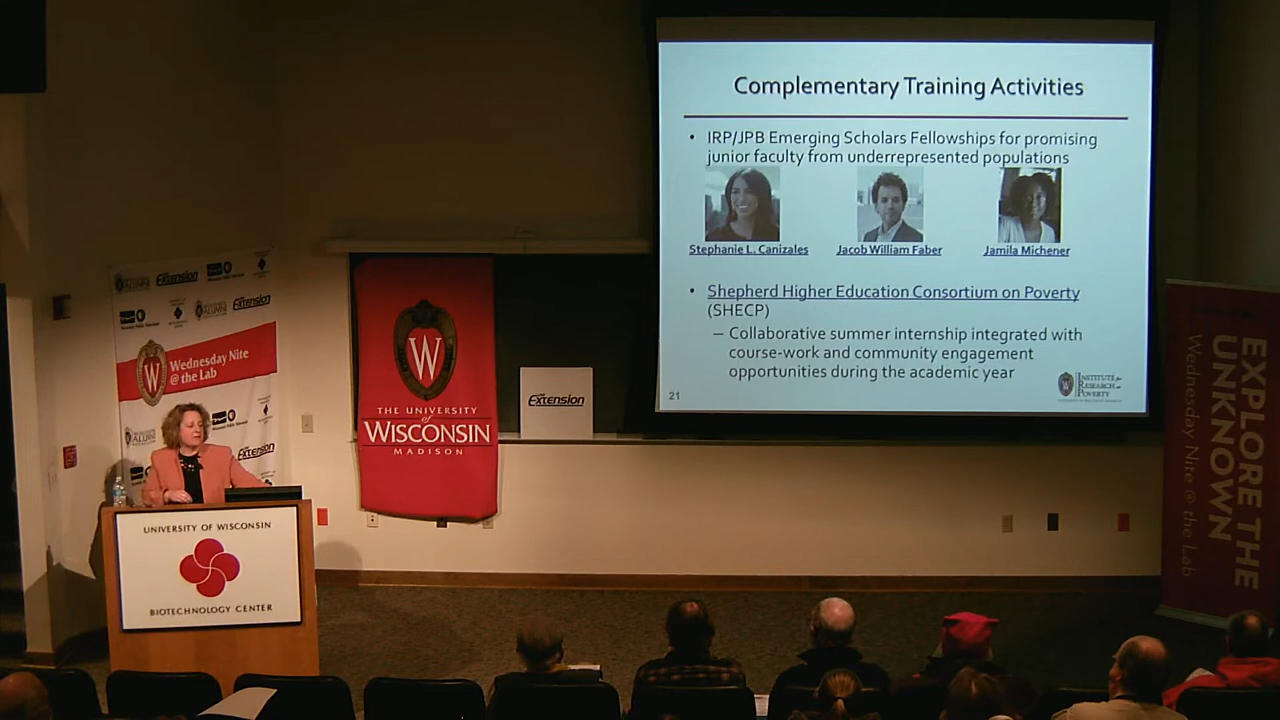 Complementary Training Activities
• IRP/JPB Emerging Scholars Fellowships for promising
junior faculty from underrepresented populations
Stephanie L. Canizales
Jacob William Faber
Jamila Michener
• Shepherd Higher Education Consortium on Poverty
(SHECP)
– Collaborative summer internship integrated with
course-work and community engagement
opportunities during the academic year
21
INSTITUTE FOR
RESEARCH ON
POVERTY
Extension
ALUMNI
Extension
Wednesday Nite
@ the Lab
Extension
W
THE UNIVERSITY
of
WISCONSIN
MADISON
Extension
UNIVERSITY OF WISCONSIN
BIOTECHNOLOGY CENTER
EXPLORE THE
UNKNOWN
Wednesday Nite @ the Lab